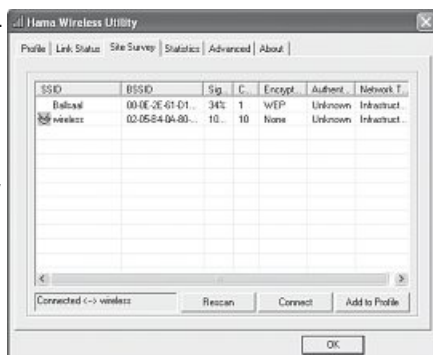 Hama Wireless Utility
Profile Link Status Site Survey Statistics Advanced About
SSID BSSID Sig... C... Encrypt... Authent... Network T...
Ballsaal 00-0E-2E-61-D1... 34% 1 WEP Unknown Infrastruct...
wireless 02-05-84-0A-80-... 10... 10 None Unknown Infrastruct...
Connected <-> wireless Rescan Connect Add to Profile
OK